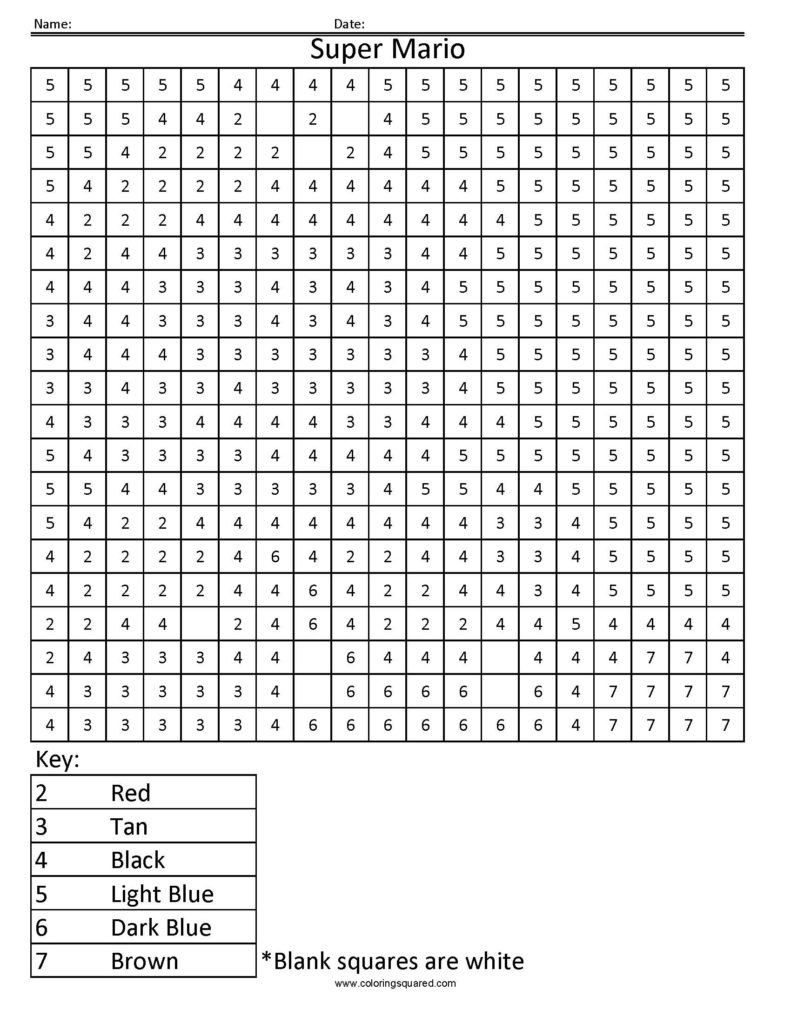 Name: Date:
Super Mario
5 5 5 5 5 4 4 4 4 5 5 5 5 5 5 5 5 5 5
5 5 5 4 4 2 2 4 5 5 5 5 5 5 5 5 5
5 5 4 2 2 2 2 2 4 5 5 5 5 5 5 5 5 5
5 4 2 2 2 2 4 4 4 4 4 4 5 5 5 5 5 5 5
4 2 2 2 4 4 4 4 4 4 4 4 4 5 5 5 5 5 5
4 2 4 4 3 3 3 3 3 3 4 4 5 5 5 5 5 5 5
4 4 4 3 3 3 4 3 4 3 4 5 5 5 5 5 5 5 5
3 4 4 3 3 3 4 3 4 3 4 5 5 5 5 5 5 5 5
3 4 4 4 3 3 3 3 3 3 3 4 5 5 5 5 5 5 5
3 3 4 3 3 4 3 3 3 3 3 4 5 5 5 5 5 5 5
4 3 3 3 4 4 4 4 3 3 4 4 4 5 5 5 5 5 5
5 4 3 3 3 3 4 4 4 4 4 5 5 5 5 5 5 5 5
5 5 4 4 3 3 3 3 3 4 5 5 4 4 5 5 5 5 5
5 4 2 2 4 4 4 4 4 4 4 4 3 3 4 5 5 5 5
4 2 2 2 2 4 6 4 2 2 4 4 3 3 4 5 5 5 5
4 2 2 2 2 4 4 6 4 2 2 4 4 3 4 5 5 5 5
2 2 4 4 2 4 6 4 2 2 2 4 4 5 4 4 4 4
2 4 3 3 3 4 4 6 4 4 4 4 4 4 7 7 4
4 3 3 3 3 3 4 6 6 6 6 6 4 7 7 7 7
4 3 3 3 3 3 4 6 6 6 6 6 6 6 4 7 7 7 7
Key:
2 Red
3 Tan
4 Black
5 Light Blue
6 Dark Blue
7 Brown *Blank squares are white
www.coloringsquared.com